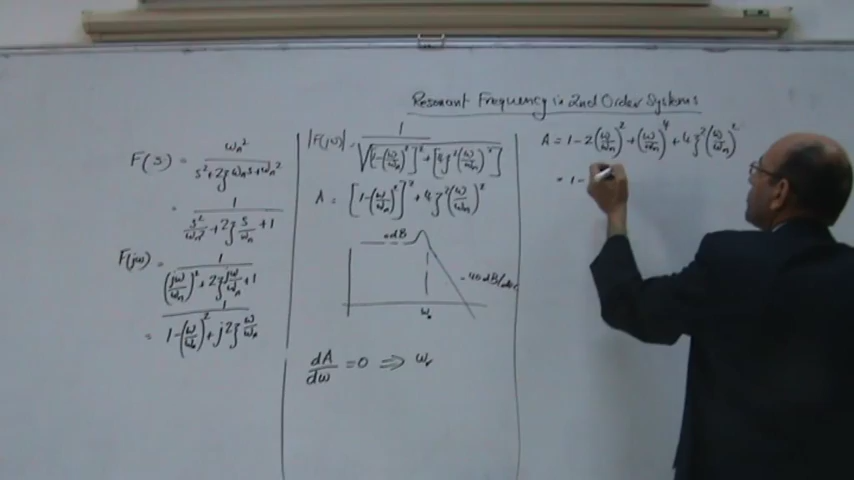 Resonant Frequency in 2nd Order Systems
F(s) = ωn² / (s² + 2ζωn s + ωn²)
= 1 / (s²/ωn² + 2ζ s/ωn + 1)
F(jω) = 1 / ((jω/ωn)² + 2ζ jω/ωn + 1)
= 1 / (1 - (ω/ωn)² + j2ζ ω/ωn)
|F(jω)| = 1 / √([1-(ω/ωn)²]² + [4ζ²(ω/ωn)²])
A = [1-(ω/ωn)²]² + 4ζ²(ω/ωn)²
0dB
-40dB/dec
dA/dω = 0 ⇒ ωr
A = 1 - 2(ω/ωn)² + (ω/ωn)⁴ + 4ζ²(ω/ωn)²
= 1 -